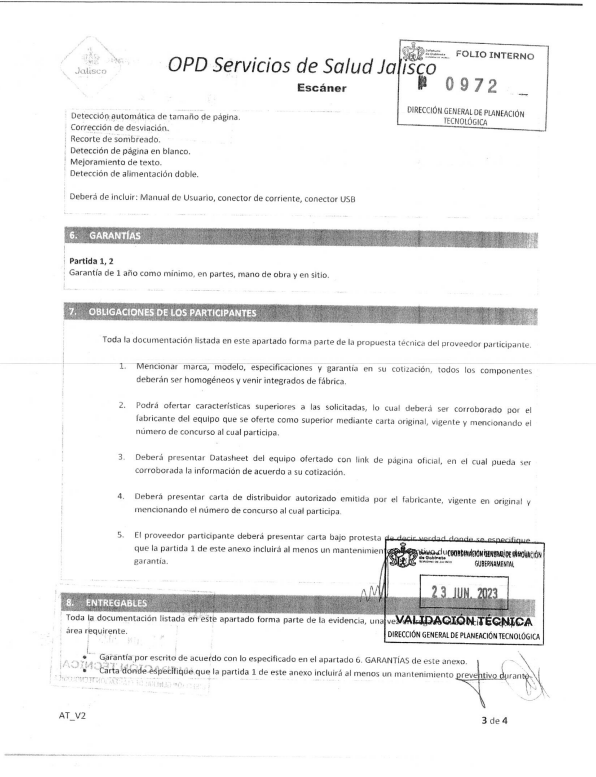 Jalisco
OPD Servicios de Salud Jalisco
Escáner
FOLIO INTERNO
0972
DIRECCIÓN GENERAL DE PLANEACIÓN
TECNOLÓGICA
Detección automática de tamaño de página.
Corrección de desviación.
Recorte de sombreado.
Detección de página en blanco.
Mejoramiento de texto.
Detección de alimentación doble.
Deberá de incluir: Manual de Usuario, conector de corriente, conector USB
6. GARANTÍAS
Partida 1, 2
Garantía de 1 año como mínimo, en partes, mano de obra y en sitio.
7. OBLIGACIONES DE LOS PARTICIPANTES
Toda la documentación listada en este apartado forma parte de la propuesta técnica del proveedor participante.
1. Mencionar marca, modelo, especificaciones y garantía en su cotización, todos los componentes
deberán ser homogéneos y venir integrados de fábrica.
2. Podrá ofertar características superiores a las solicitadas, lo cual deberá ser corroborado por el
fabricante del equipo que se oferte como superior mediante carta original, vigente y mencionando el
número de concurso al cual participa.
3. Deberá presentar Datasheet del equipo ofertado con link de página oficial, en el cual pueda ser
corroborada la información de acuerdo a su cotización.
4. Deberá presentar carta de distribuidor autorizado emitida por el fabricante, vigente en original y
mencionando el número de concurso al cual participa.
5. El proveedor participante deberá presentar carta bajo protesta de decir verdad donde se especifique
que la partida 1 de este anexo incluirá al menos un mantenimiento
garantía.
COORDINACIÓN GENERAL DE INNOVACIÓN
GUBERNAMENTAL
23 JUN. 2023
VALIDACIÓN TÉCNICA
DIRECCIÓN GENERAL DE PLANEACIÓN TECNOLÓGICA
8. ENTREGABLES
Toda la documentación listada en este apartado forma parte de la evidencia, una
área requirente.
• Garantía por escrito de acuerdo con lo especificado en el apartado 6. GARANTÍAS de este anexo.
• Carta donde especifique que la partida 1 de este anexo incluirá al menos un mantenimiento preventivo durante
AT_V2
3 de 4